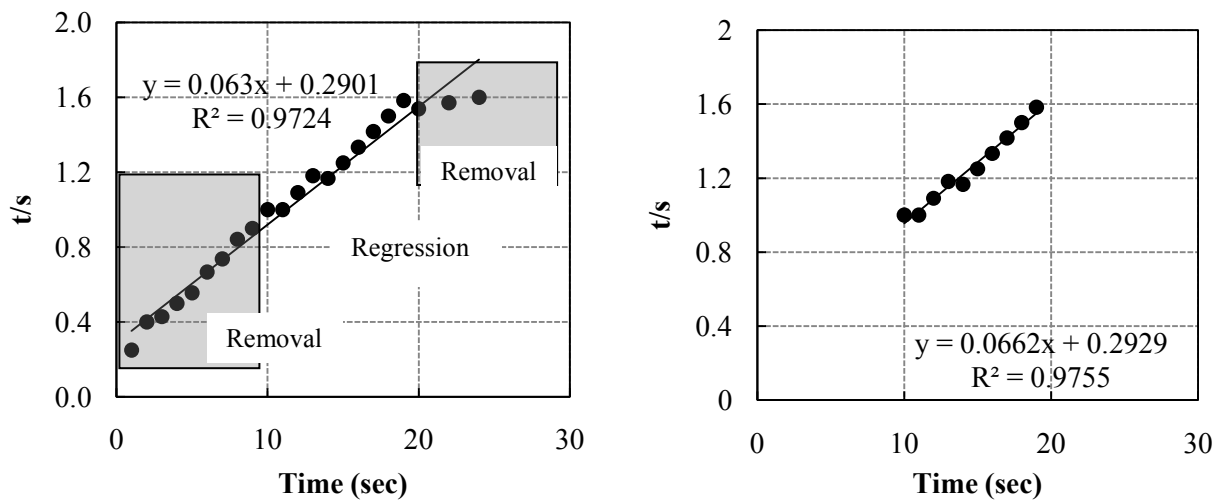 2.0
1.6
1.2
0.8
0.4
0.0
t/s
y = 0.063x + 0.2901
R² = 0.9724
Removal
Regression
Removal
0
10
20
30
Time (sec)
2
1.6
1.2
0.8
0.4
0
t/s
y = 0.0662x + 0.2929
R² = 0.9755
0
10
20
30
Time (sec)